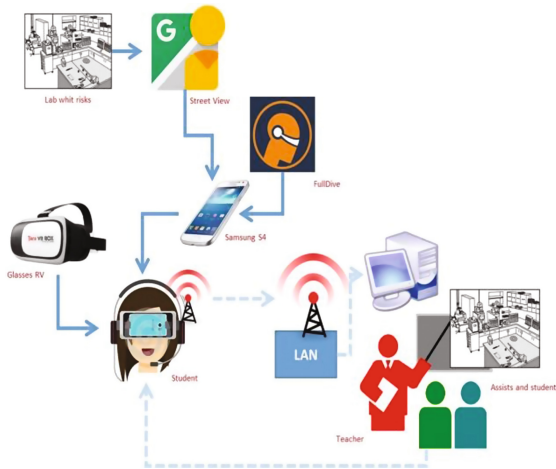 G
Lab whit risks
Street View
FullDive
Samsung S4
VR BOX
Glasses RV
Student
LAN
Assists and student
Teacher